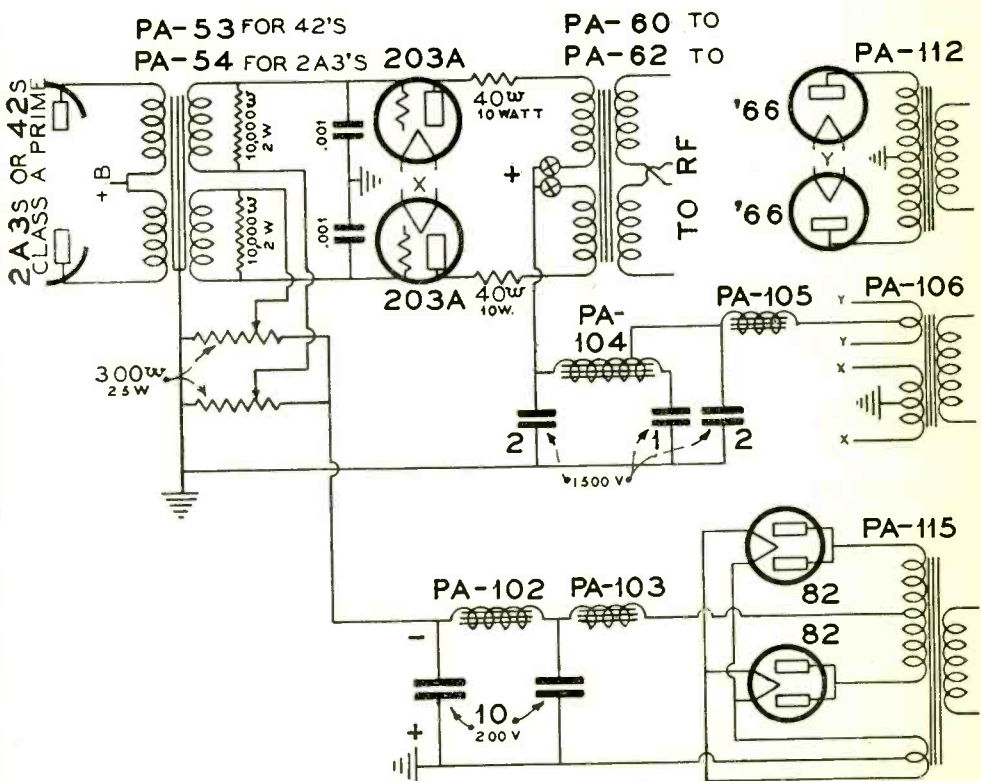 PA-53 FOR 42'S
PA-54 FOR 2A3'S
203A
PA-60 TO
PA-62 TO
PA-112
2A3S OR 42S
CLASS A PRIME
+B
10,000W
2W
10,000W
2W
.001
.001
X
203A
40W
10 WATT
40W
10W.
+
TO RF
'66
Y
'66
PA-105
PA-106
PA-
104
Y
Y
X
X
300W
25W
2
1
2
1500V
PA-102
PA-103
PA-115
82
82
-
+
10
200V